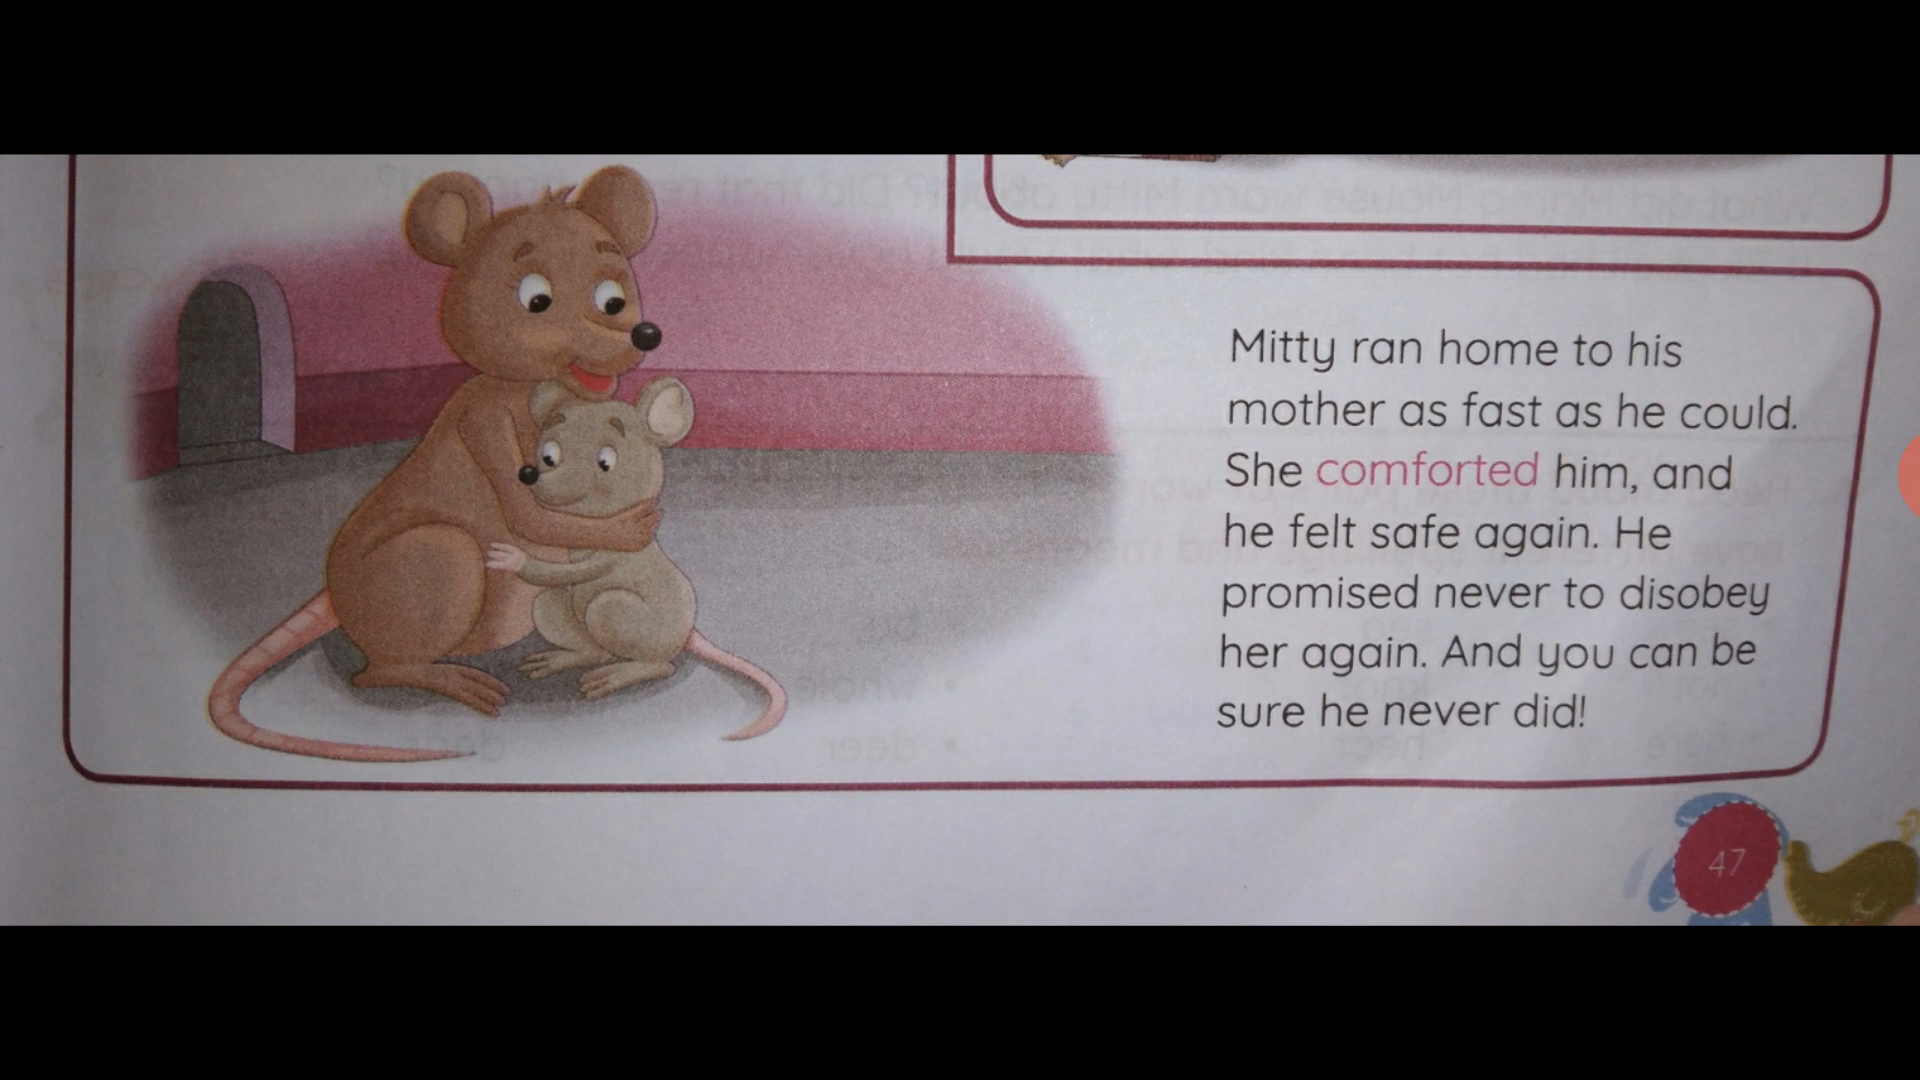 Mitty ran home to his
mother as fast as he could.
She comforted him, and
he felt safe again. He
promised never to disobey
her again. And you can be
sure he never did!
47